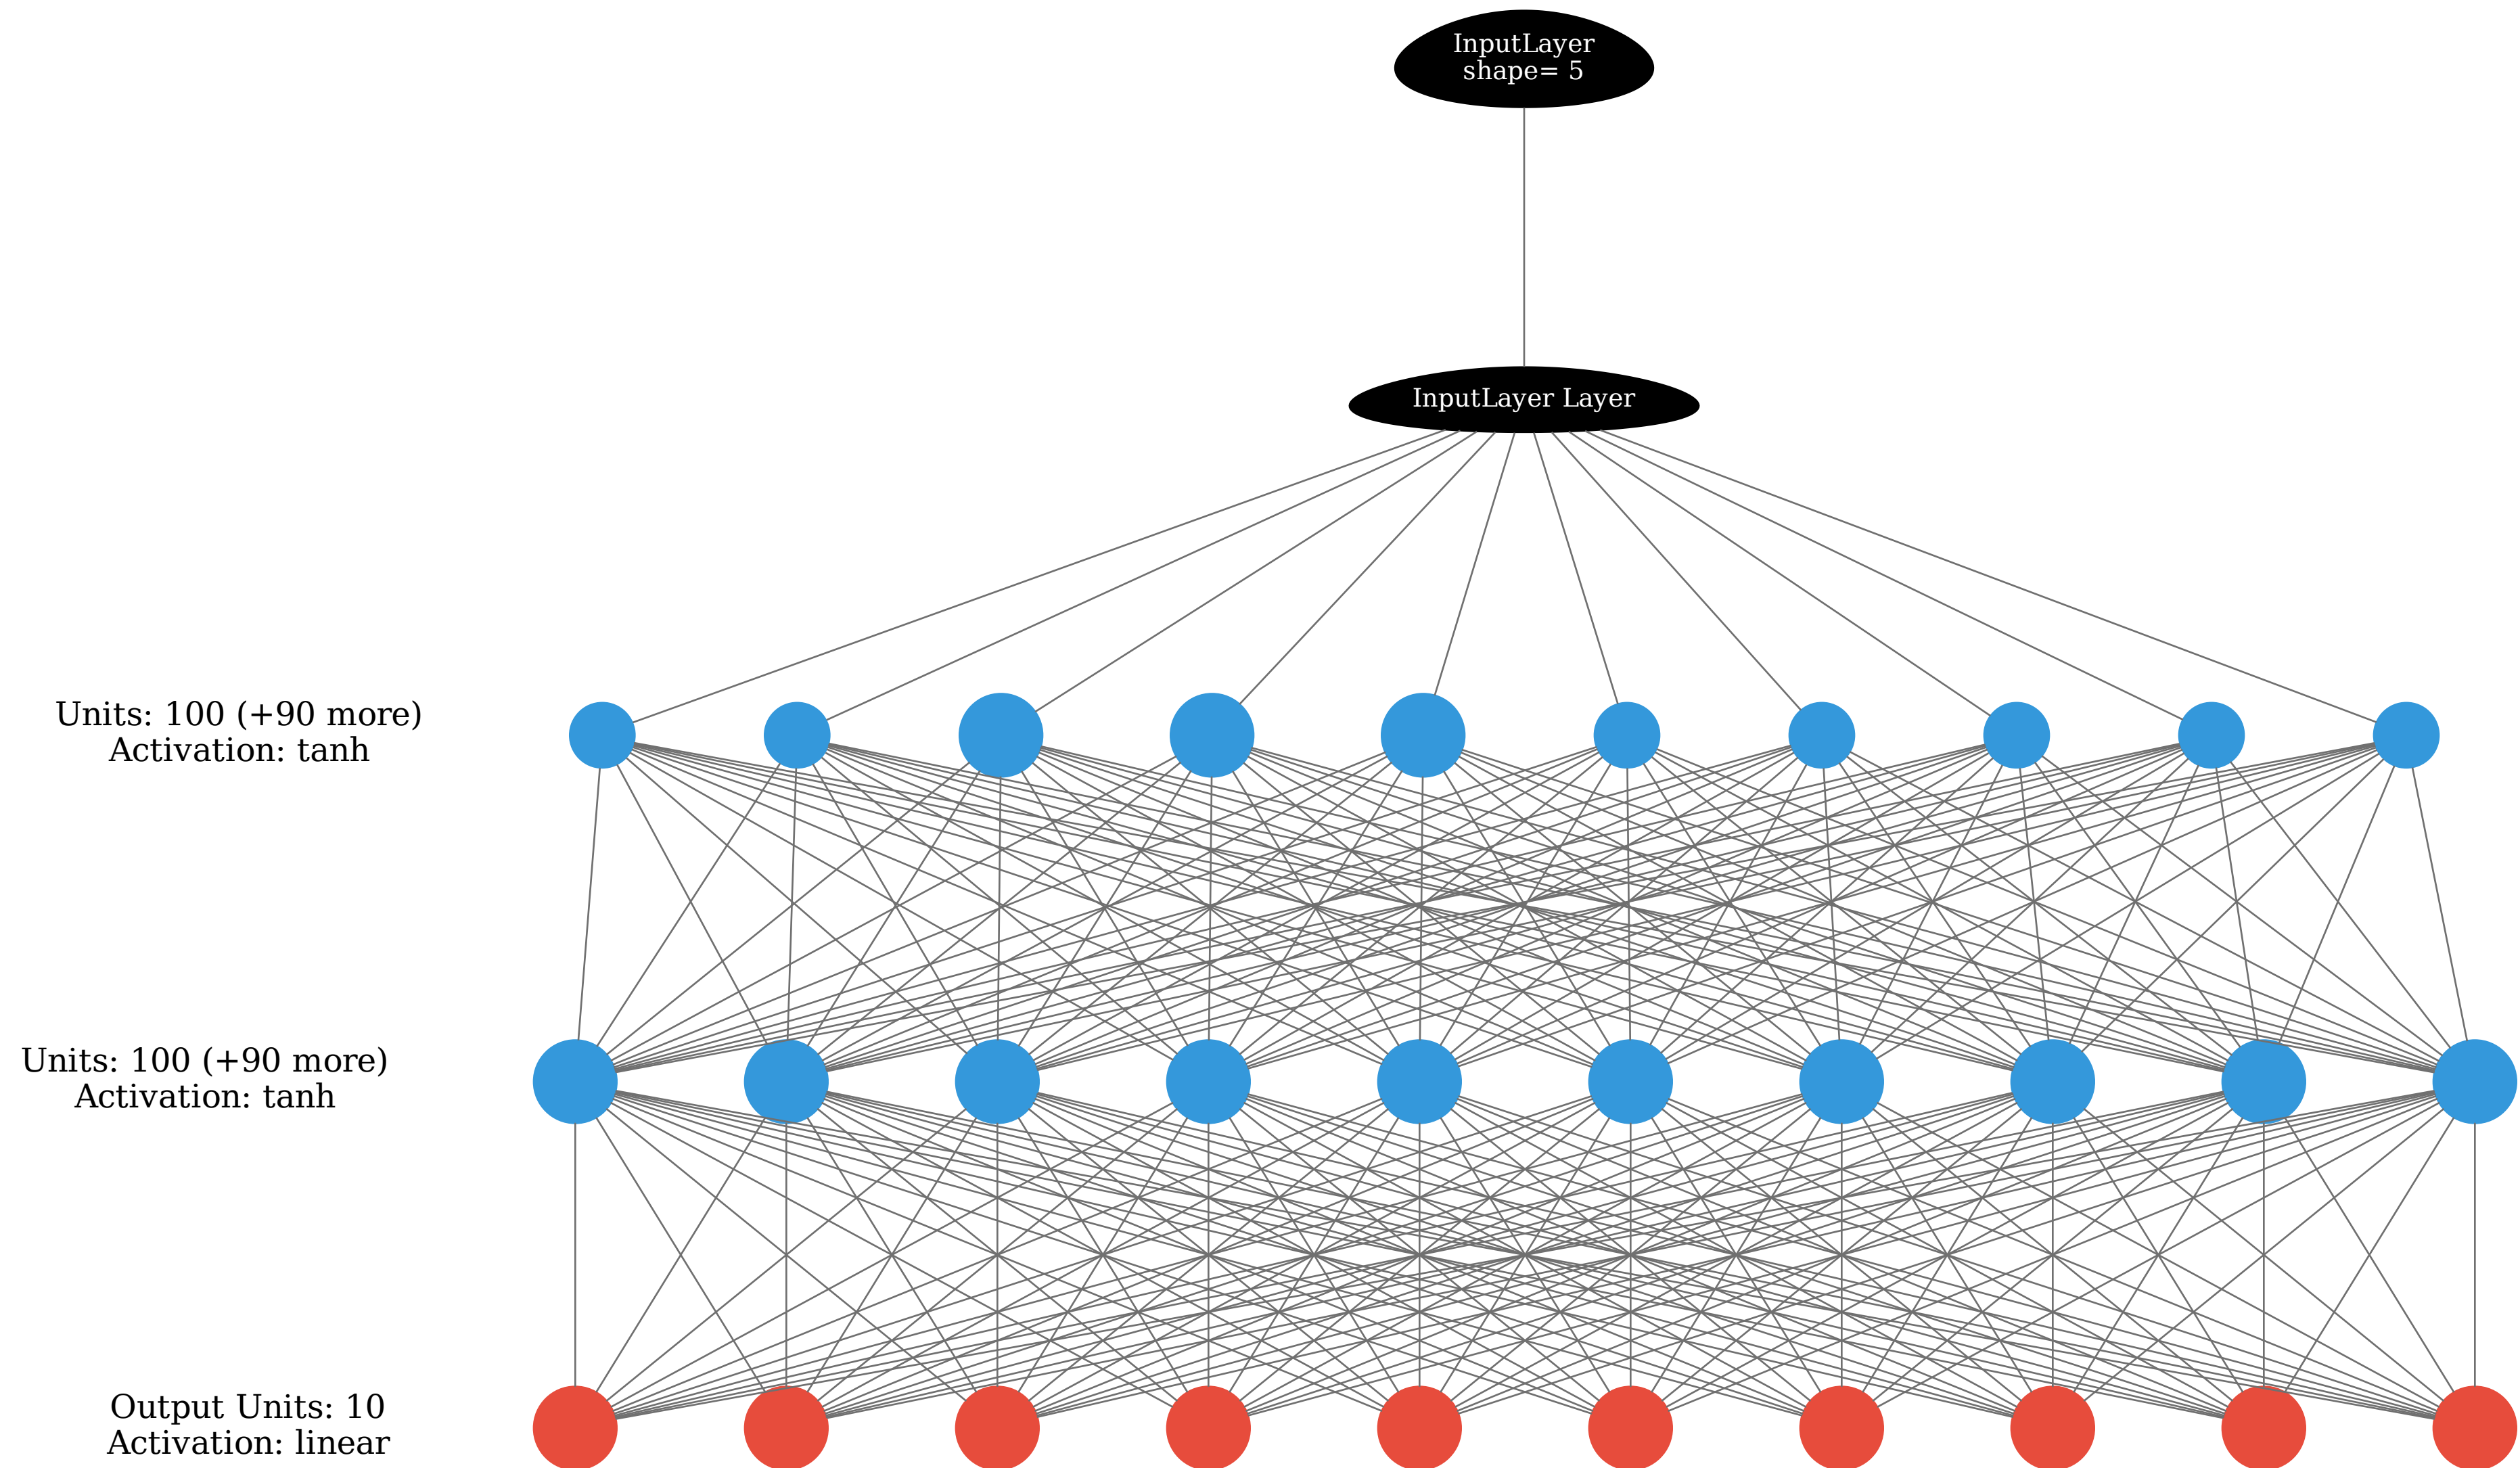 InputLayer
shape= 5
InputLayer Layer
Units: 100 (+90 more)
Activation: tanh
Units: 100 (+90 more)
Activation: tanh
Output Units: 10
Activation: linear